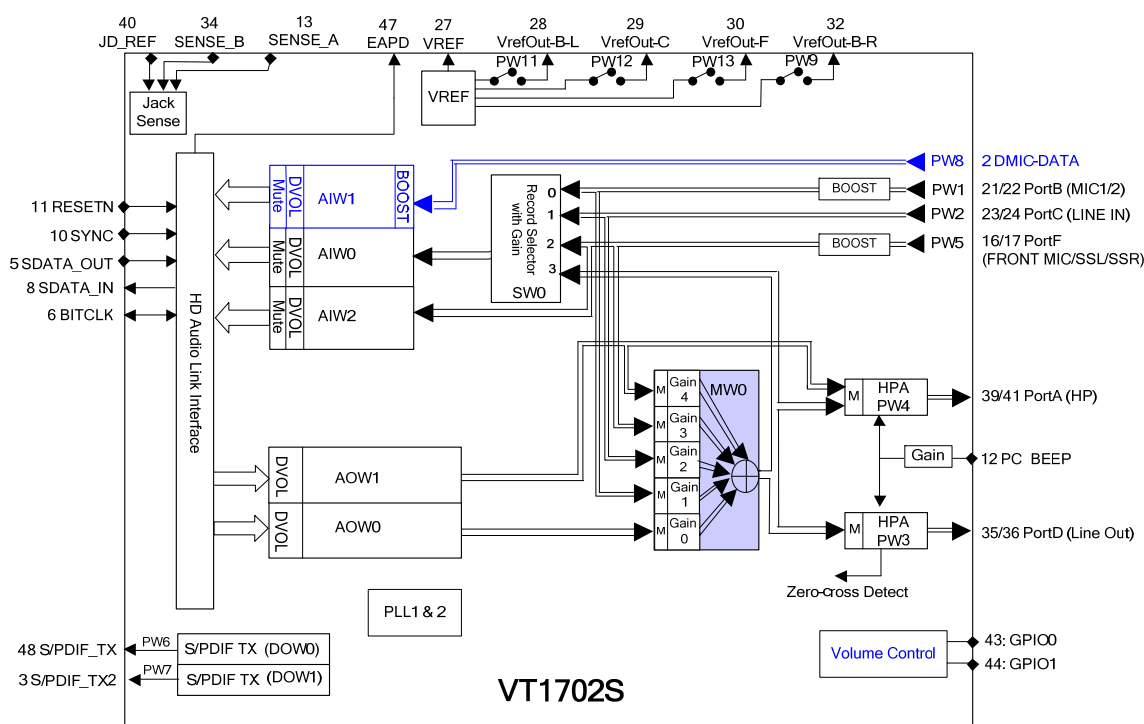 40
34
13
47
27
28
29
30
32
JD_REF
SENSE_B
SENSE_A
EAPD
VREF
VrefOut-B-L
VrefOut-C
VrefOut-F
VrefOut-B-R
PW11
PW12
PW13
PW9
VREF
Jack
Sense
HD Audio Link Interface
11 RESETN
10 SYNC
5 SDATA_OUT
8 SDATA_IN
6 BITCLK
Mute
DVOL
AIW1
BOOST
Mute
DVOL
AIW0
Mute
DVOL
AIW2
Record Selector
with Gain
0
1
2
3
SW0
PW8
2 DMIC-DATA
BOOST
PW1
21/22 PortB (MIC1/2)
PW2
23/24 PortC (LINE IN)
BOOST
PW5
16/17 PortF
(FRONT MIC/SSL/SSR)
DVOL
AOW1
DVOL
AOW0
M
Gain
4
M
Gain
3
M
Gain
2
M
Gain
1
M
Gain
0
MW0
M
HPA
PW4
39/41 PortA (HP)
Gain
12 PC BEEP
M
HPA
PW3
35/36 PortD (Line Out)
Zero-cross Detect
PLL1 & 2
48 S/PDIF_TX
PW6
S/PDIF TX (DOW0)
3 S/PDIF_TX2
PW7
S/PDIF TX (DOW1)
Volume Control
43: GPIO0
44: GPIO1
VT1702S